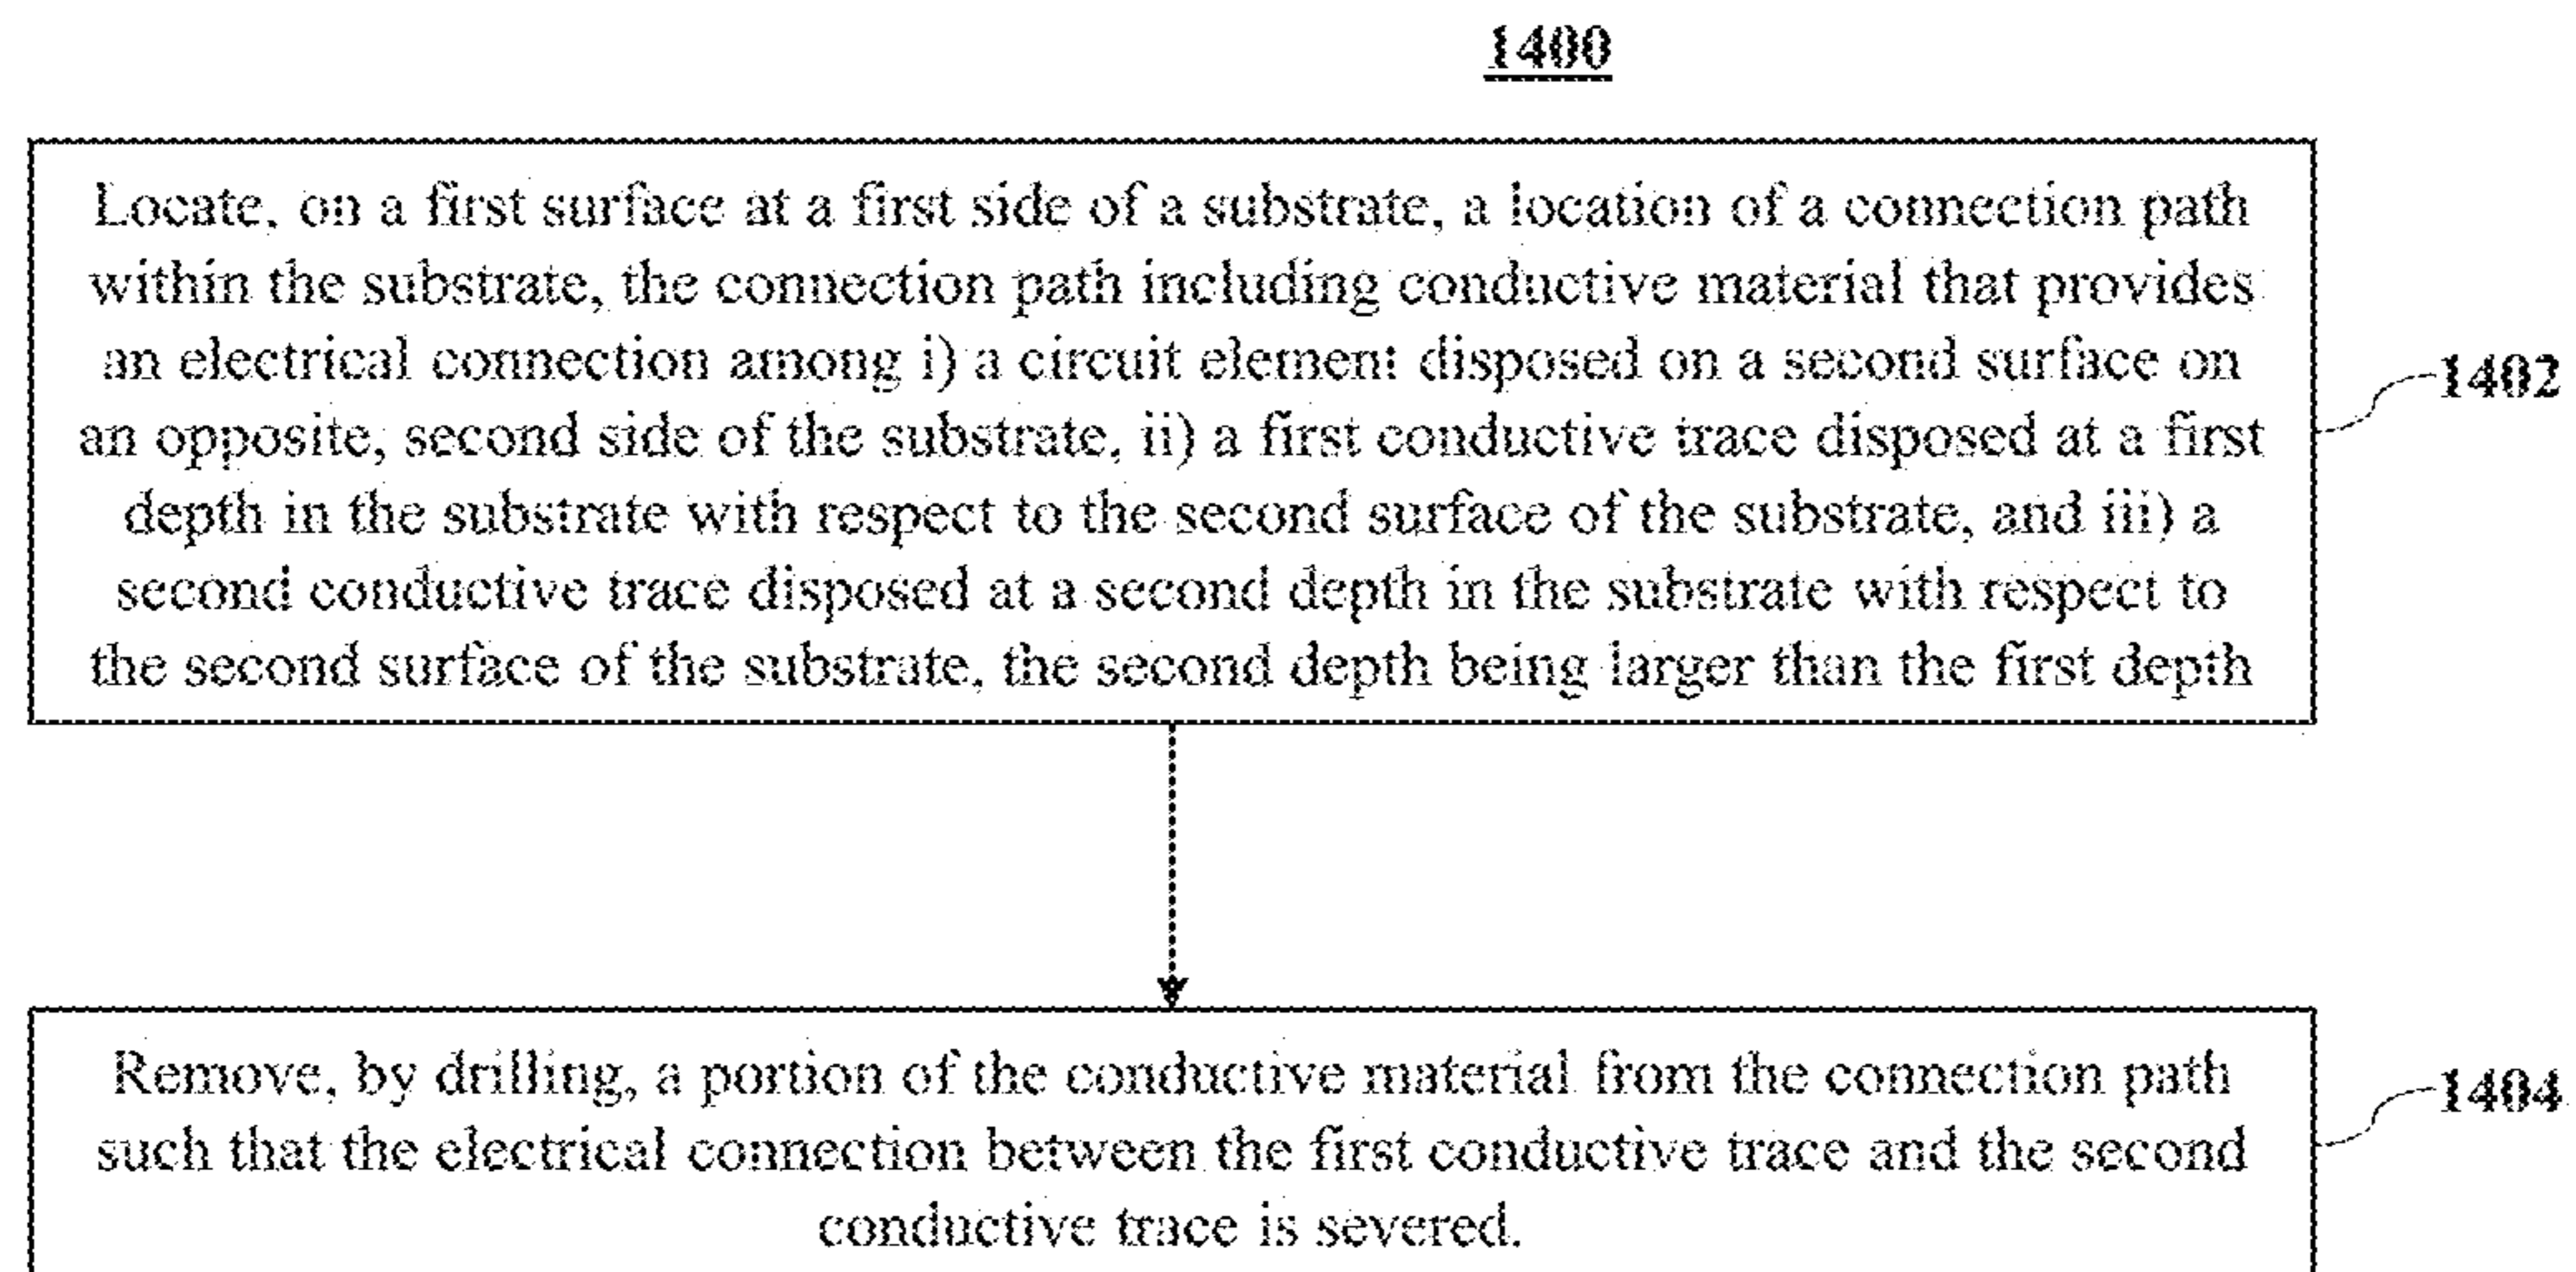 1400
Locate, on a first surface at a first side of a substrate, a location of a connection path
within the substrate, the connection path including conductive material that provides
an electrical connection among i) a circuit element disposed on a second surface on
1402
an opposite, second side of the substrate, ii) a first conductive trace disposed at a first
depth in the substrate with respect to the second surface of the substrate, and iii) a
second conductive trace disposed at a second depth in the substrate with respect to
the second surface of the substrate, the second depth being larger than the first depth
Remove, by drilling, a portion of the conductive material from the connection path
1404
such that the electrical connection between the first conductive trace and the second
conductive trace is severed.